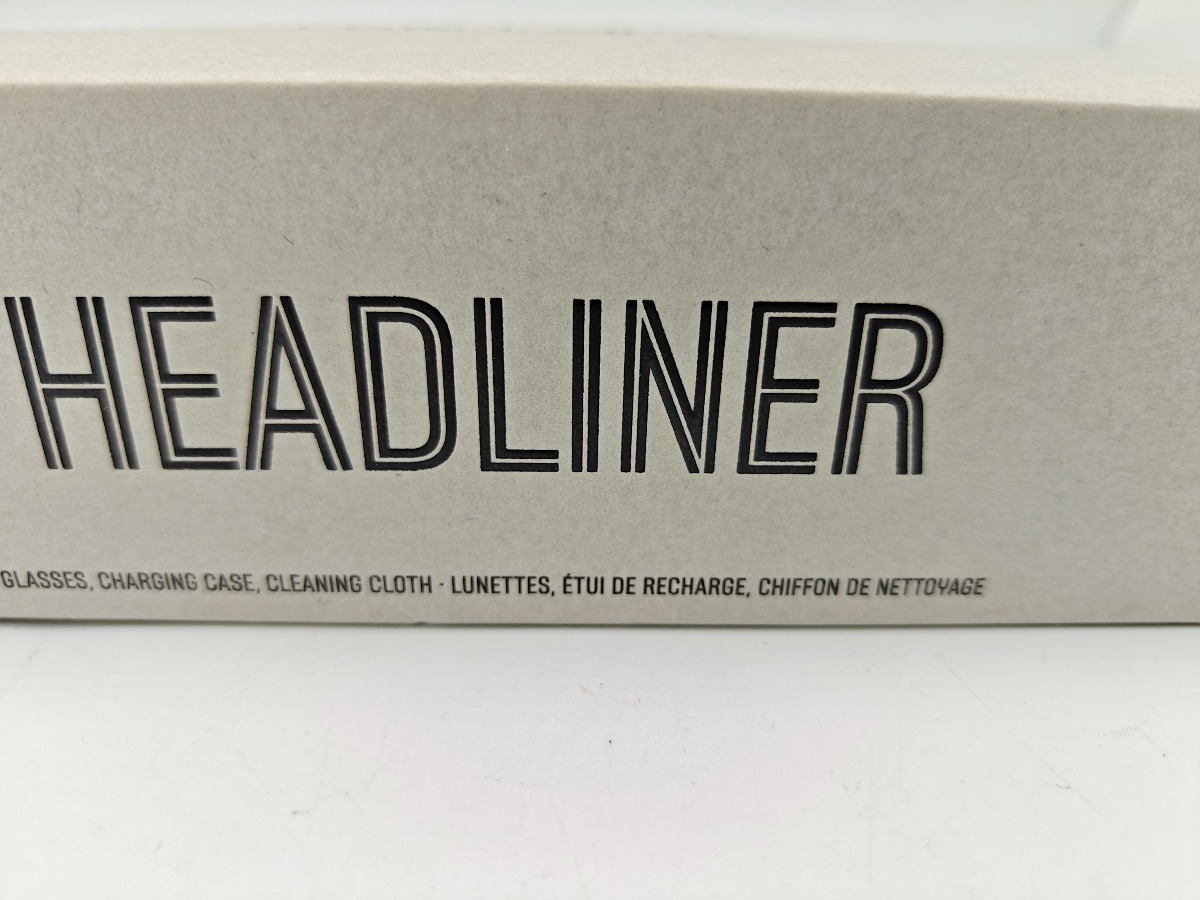 HEADLINER
GLASSES, CHARGING CASE, CLEANING CLOTH · LUNETTES, ÉTUI DE RECHARGE, CHIFFON DE NETTOYAGE